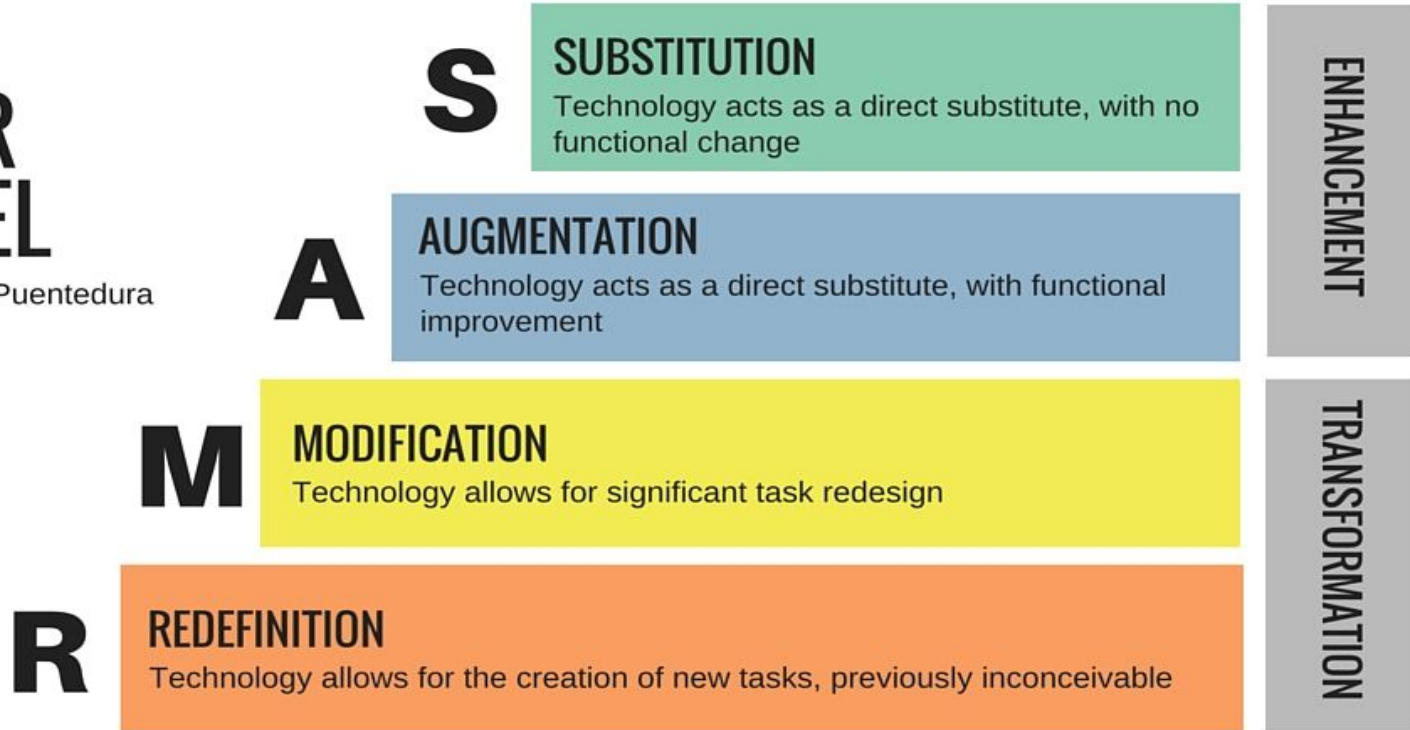 S
SUBSTITUTION
Technology acts as a direct substitute, with no
functional change
ENHANCEMENT
R
EL
Puentedura
A
AUGMENTATION
Technology acts as a direct substitute, with functional
improvement
M
MODIFICATION
Technology allows for significant task redesign
TRANSFORMATION
R
REDEFINITION
Technology allows for the creation of new tasks, previously inconceivable